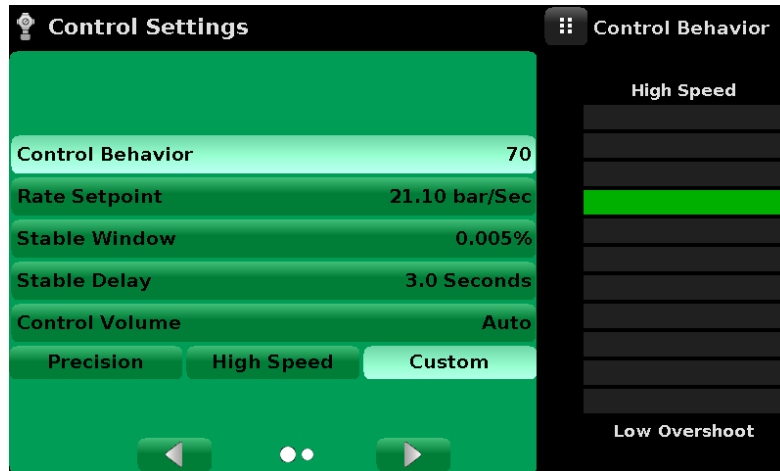 Control Settings
Control Behavior
High Speed
Control Behavior 70
Rate Setpoint 21.10 bar/Sec
Stable Window 0.005%
Stable Delay 3.0 Seconds
Control Volume Auto
Precision High Speed Custom
Low Overshoot